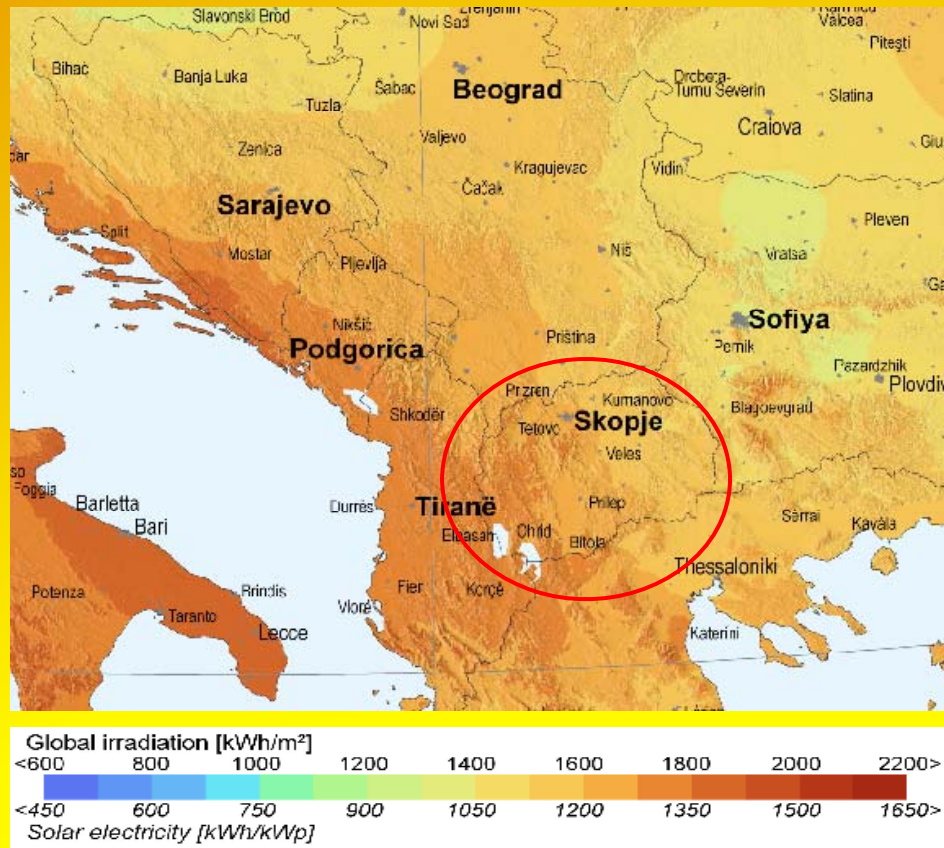 Slavonski Brod
Novi Sad
Valcea
Pitești
Bihać
Banja Luka
Šabac
Beograd
Drobeta-
Turnu Severin
Slatina
Tuzla
Craiova
Zenica
Valjevo
Kragujevac
Vidin
Čačak
Sarajevo
Pleven
Split
Mostar
Pljevlja
Niš
Vratsa
Nikšić
Podgorica
Priština
Sofiya
Pernik
Pazardzhik
Plovdiv
Prizren
Kumanovo
Shkodër
Tetovo
Skopje
Blagoevgrad
Veles
Foggia
Barletta
Bari
Durrës
Tiranë
Prilep
Elbasan
Ohrid
Bitola
Sérrai
Kavála
Thessaloniki
Potenza
Brindisi
Fier
Korçë
Vlorë
Taranto
Lecce
Katerini
Global irradiation [kWh/m²]
<600 800 1000 1200 1400 1600 1800 2000 2200>
<450 600 750 900 1050 1200 1350 1500 1650>
Solar electricity [kWh/kWp]